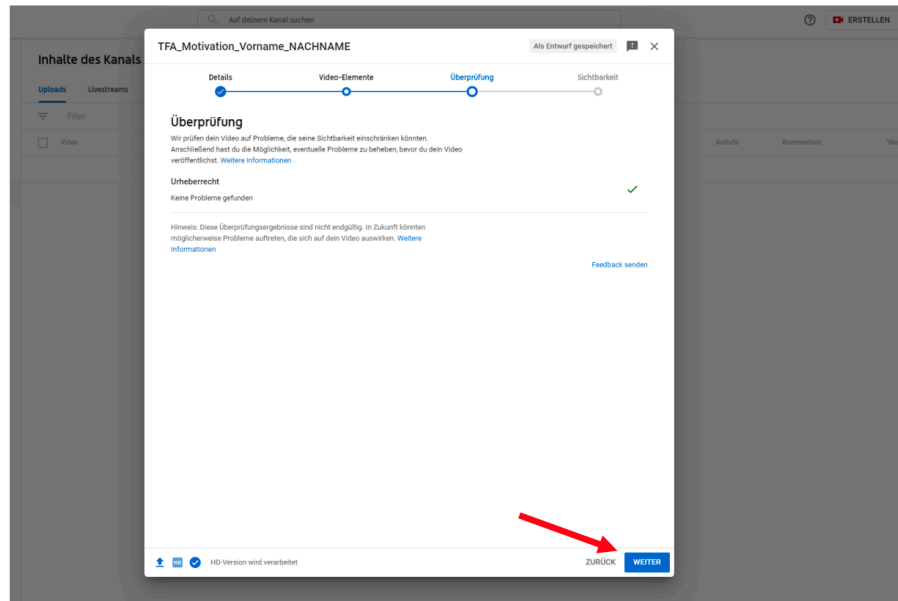 Auf deinem Kanal suchen
ERSTELLEN
TFA_Motivation_Vorname_NACHNAME
Als Entwurf gespeichert
Inhalte des Kanals
Details
Video-Elemente
Überprüfung
Sichtbarkeit
Uploads
Livestreams
Filter
Überprüfung
Video
Aufrufe
Kommentare
"Ma
Wir prüfen dein Video auf Probleme, die seine Sichtbarkeit einschränken könnten.
Anschließend hast du die Möglichkeit, eventuelle Probleme zu beheben, bevor du dein Video
veröffentlichst. Weitere Informationen
Urheberrecht
Keine Probleme gefunden
Hinweis: Diese Überprüfungsergebnisse sind nicht endgültig. In Zukunft könnten
möglicherweise Probleme auftreten, die sich auf dein Video auswirken. Weitere
Informationen
Feedback senden
HD
HD-Version wird verarbeitet
ZURÜCK
WEITER